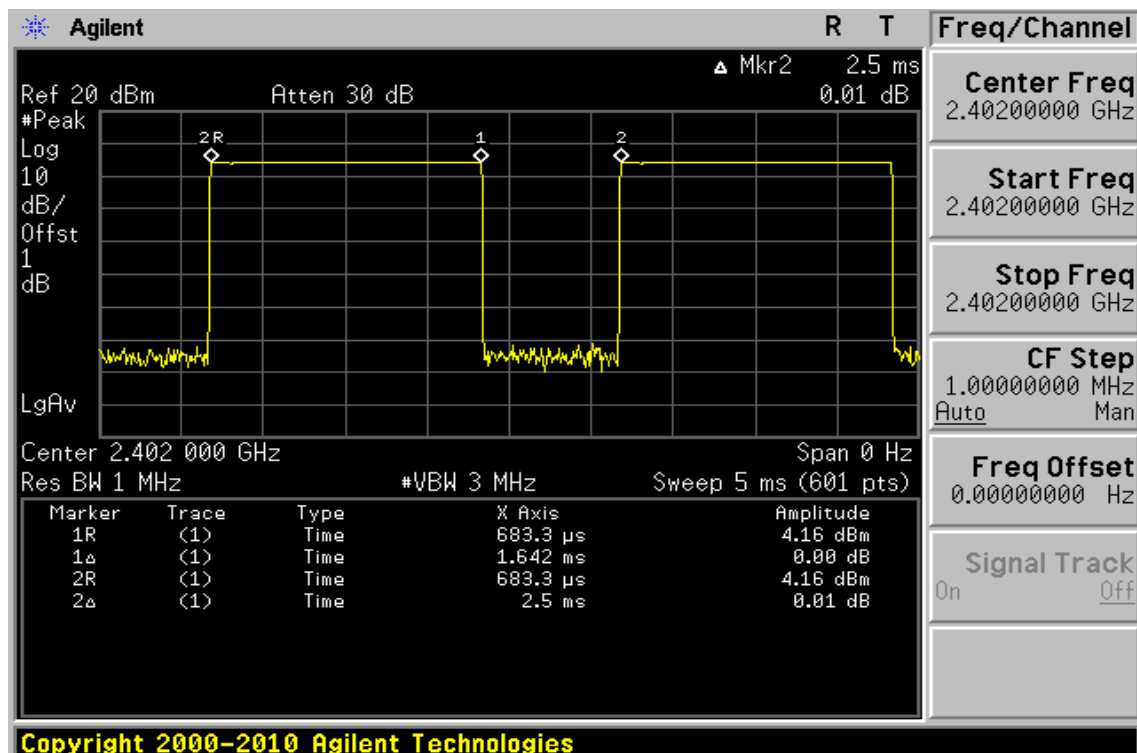 Agilent R T Freq/Channel
Δ Mkr2 2.5 ms
Ref 20 dBm Atten 30 dB 0.01 dB
#Peak
Log
10
dB/
Offst
1
dB
LgAv
2R 1 2
Center 2.402 000 GHz Span 0 Hz
Res BW 1 MHz #VBW 3 MHz Sweep 5 ms (601 pts)
Marker Trace Type X Axis Amplitude
1R (1) Time 683.3 µs 4.16 dBm
1Δ (1) Time 1.642 ms 0.00 dB
2R (1) Time 683.3 µs 4.16 dBm
2Δ (1) Time 2.5 ms 0.01 dB
Center Freq
2.40200000 GHz
Start Freq
2.40200000 GHz
Stop Freq
2.40200000 GHz
CF Step
1.00000000 MHz
Auto Man
Freq Offset
0.00000000 Hz
Signal Track
On Off
Copyright 2000-2010 Agilent Technologies